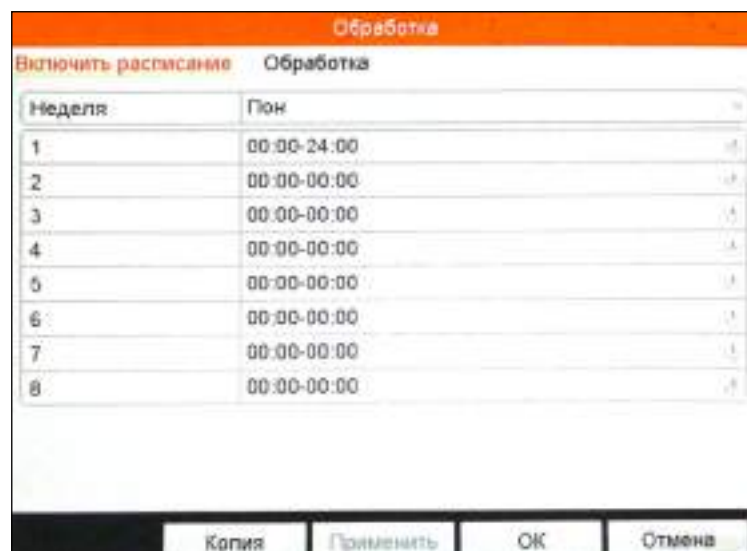 Обработка
Включить расписание Обработка
Неделя Пон
1 00:00-24:00
2 00:00-00:00
3 00:00-00:00
4 00:00-00:00
5 00:00-00:00
6 00:00-00:00
7 00:00-00:00
8 00:00-00:00
Копия Применить ОК Отмена